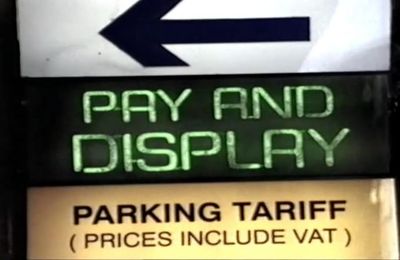 PAY AND
DISPLAY
PARKING TARIFF
( PRICES INCLUDE VAT )